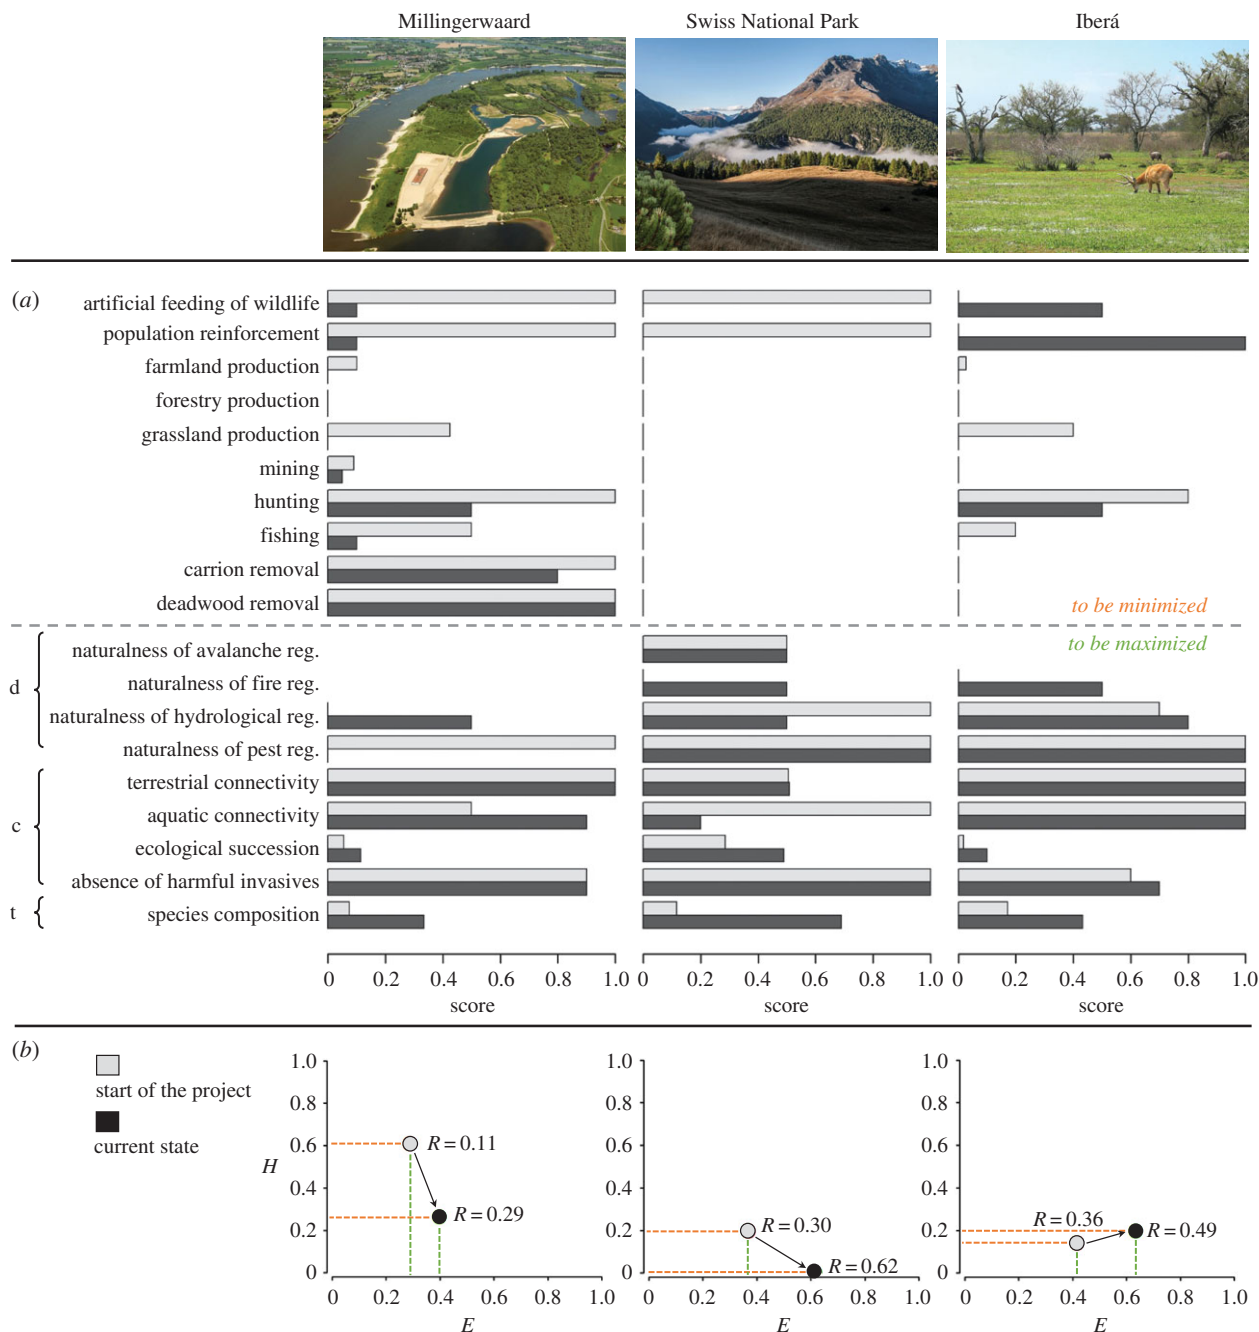 Millingerwaard Swiss National Park Iberá
(a)
artificial feeding of wildlife
population reinforcement
farmland production
forestry production
grassland production
mining
hunting
fishing
carrion removal
deadwood removal
to be minimized
to be maximized
d
naturalness of avalanche reg.
naturalness of fire reg.
naturalness of hydrological reg.
naturalness of pest reg.
c
terrestrial connectivity
aquatic connectivity
ecological succession
absence of harmful invasives
t
species composition
0 0.2 0.4 0.6 0.8 1.0 0 0.2 0.4 0.6 0.8 1.0 0 0.2 0.4 0.6 0.8 1.0
score score score
(b)
start of the project
current state
H
1.0
0.8
0.6
0.4
0.2
0
R = 0.11
R = 0.29
0 0.2 0.4 0.6 0.8 1.0
E
1.0
0.8
0.6
0.4
0.2
0
R = 0.30
R = 0.62
0 0.2 0.4 0.6 0.8 1.0
E
1.0
0.8
0.6
0.4
0.2
0
R = 0.36
R = 0.49
0 0.2 0.4 0.6 0.8 1.0
E